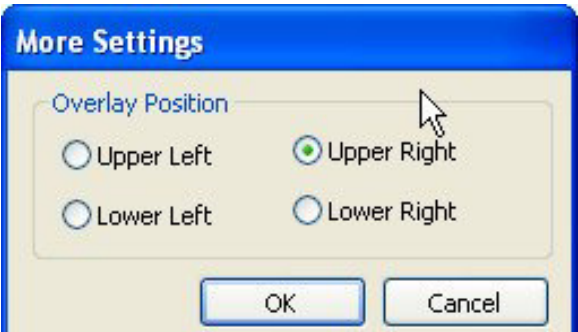 More Settings
Overlay Position
Upper Left Upper Right
Lower Left Lower Right
OK Cancel